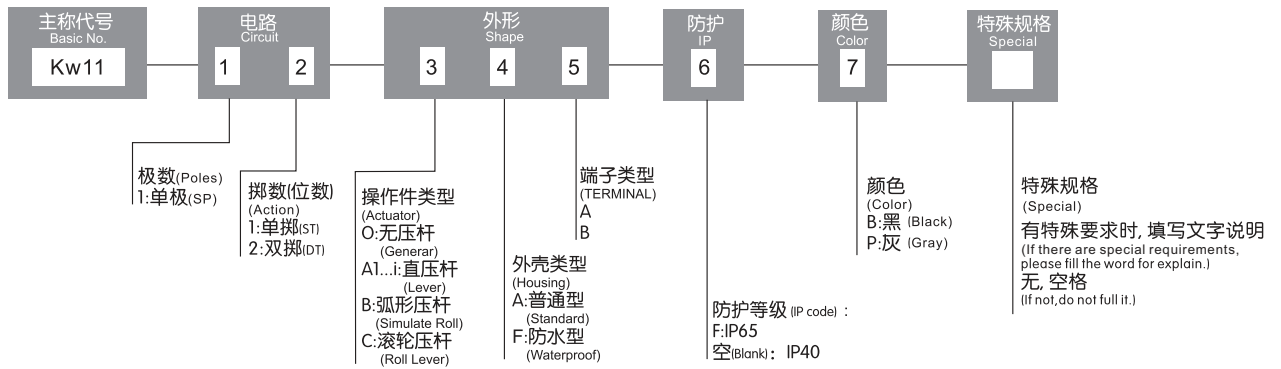 主称代号
Basic No.
Kw11
电路
Circuit
1
2
外形
Shape
3
4
5
防护
IP
6
颜色
Color
7
特殊规格
Special
极数(Poles)
1:单极(SP)
掷数(位数)
(Action)
1:单掷(ST)
2:双掷(DT)
操作件类型
(Actuator)
O:无压杆
(Generar)
A1...i:直压杆
(Lever)
B:弧形压杆
(Simulate Roll)
C:滚轮压杆
(Roll Lever)
外壳类型
(Housing)
A:普通型
(Standard)
F:防水型
(Waterproof)
端子类型
(TERMINAL)
A
B
防护等级(IP code)：
F:IP65
空(Blank)：IP40
颜色
(Color)
B:黑 (Black)
P:灰 (Gray)
特殊规格
(Special)
有特殊要求时, 填写文字说明
(If there are special requirements,
please fill the word for explain.)
无, 空格
(If not,do not full it.)